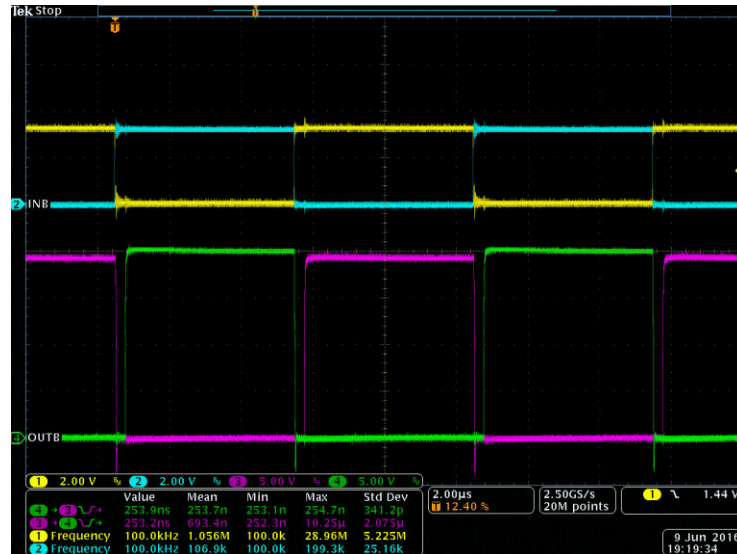 Tek Stop
T
T
2 INB
4 OUTB
1 2.00 V BW 2 2.00 V BW 3 5.00 V BW 4 5.00 V BW
Value Mean Min Max Std Dev
4 → 3 253.9ns 253.7n 253.1n 254.7n 341.2p
3 → 4 253.2ns 693.4n 252.3n 10.25µ 2.075µ
1 Frequency 100.0kHz 1.056M 100.0k 28.96M 5.225M
2 Frequency 100.0kHz 106.9k 100.0k 199.3k 25.16k
2.00µs
T 12.40 %
2.50GS/s
20M points
1 1.44 V
9 Jun 2016
19:19:34